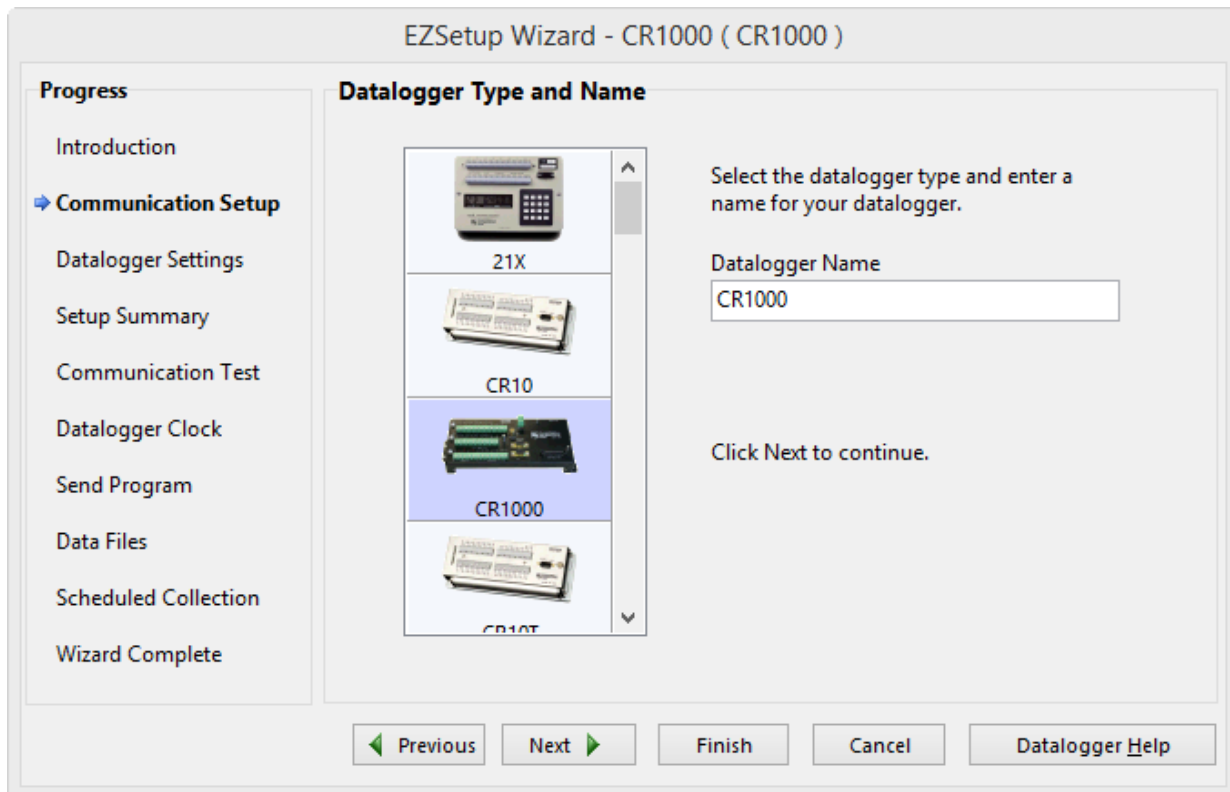 EZSetup Wizard - CR1000 ( CR1000 )
Progress
Introduction
Communication Setup
Datalogger Settings
Setup Summary
Communication Test
Datalogger Clock
Send Program
Data Files
Scheduled Collection
Wizard Complete
Datalogger Type and Name
21X
CR10
CR1000
CR10T
Select the datalogger type and enter a
name for your datalogger.
Datalogger Name
CR1000
Click Next to continue.
Previous
Next
Finish
Cancel
Datalogger Help